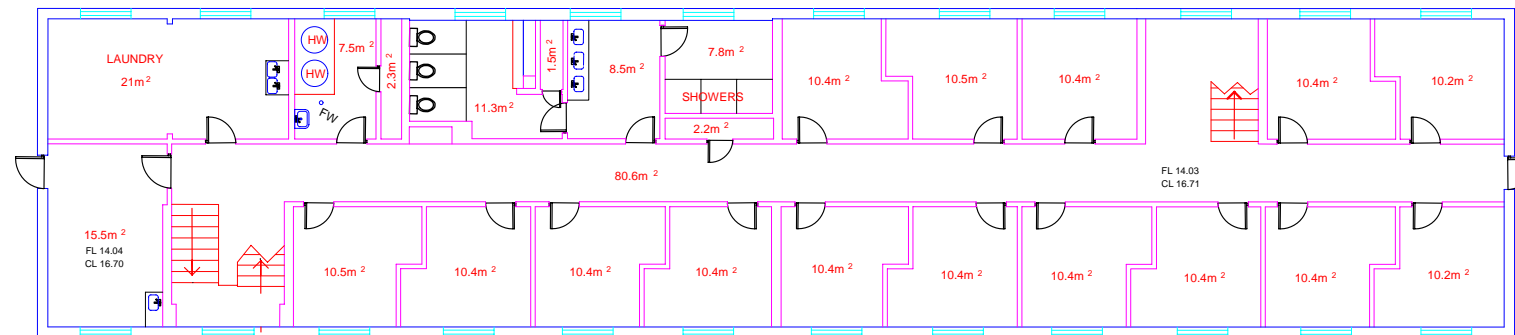 LAUNDRY
21m 2
HW
HW
7.5m 2
FW
2.3m 2
11.3m 2
1.5m 2
8.5m 2
7.8m 2
SHOWERS
2.2m 2
10.4m 2
10.5m 2
10.4m 2
10.4m 2
10.2m 2
80.6m 2
FL 14.03
CL 16.71
15.5m 2
FL 14.04
CL 16.70
10.5m 2
10.4m 2
10.4m 2
10.4m 2
10.4m 2
10.4m 2
10.4m 2
10.4m 2
10.4m 2
10.2m 2